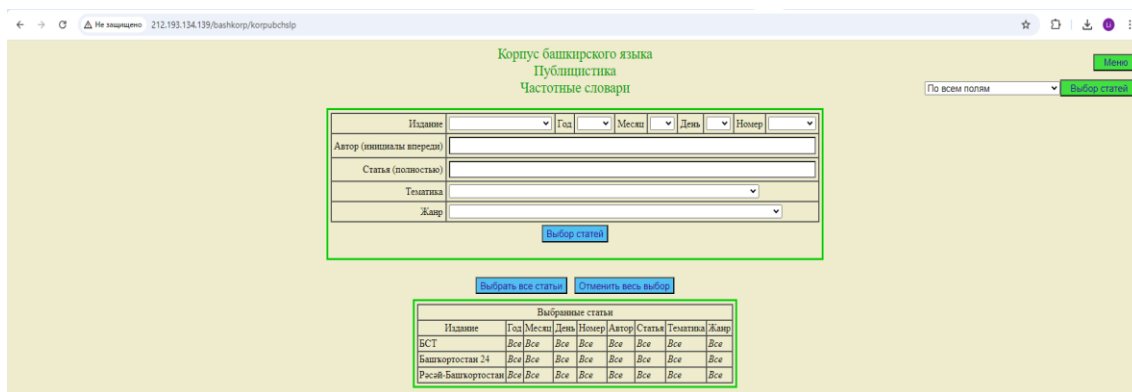 Не защищено 212.193.134.139/bashkorp/korpubchslp
Корпус башкирского языка
Публицистика
Частотные словари
Меню
По всем полям Выбор статей
Издание Год Месяц День Номер
Автор (инициалы впереди)
Статья (полностью)
Тематика
Жанр
Выбор статей
Выбрать все статьи Отменить весь выбор
Выбранные статьи
Издание Год Месяц День Номер Автор Статья Тематика Жанр
БСТ Все Все Все Все Все Все Все Все
Башкортостан 24 Все Все Все Все Все Все Все Все
Рәсәй-Башкортостан Все Все Все Все Все Все Все Все